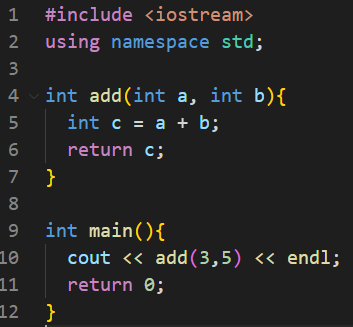 1 #include <iostream>
2 using namespace std;
3
4 int add(int a, int b){
5   int c = a + b;
6   return c;
7 }
8
9 int main(){
10   cout << add(3,5) << endl;
11   return 0;
12 }